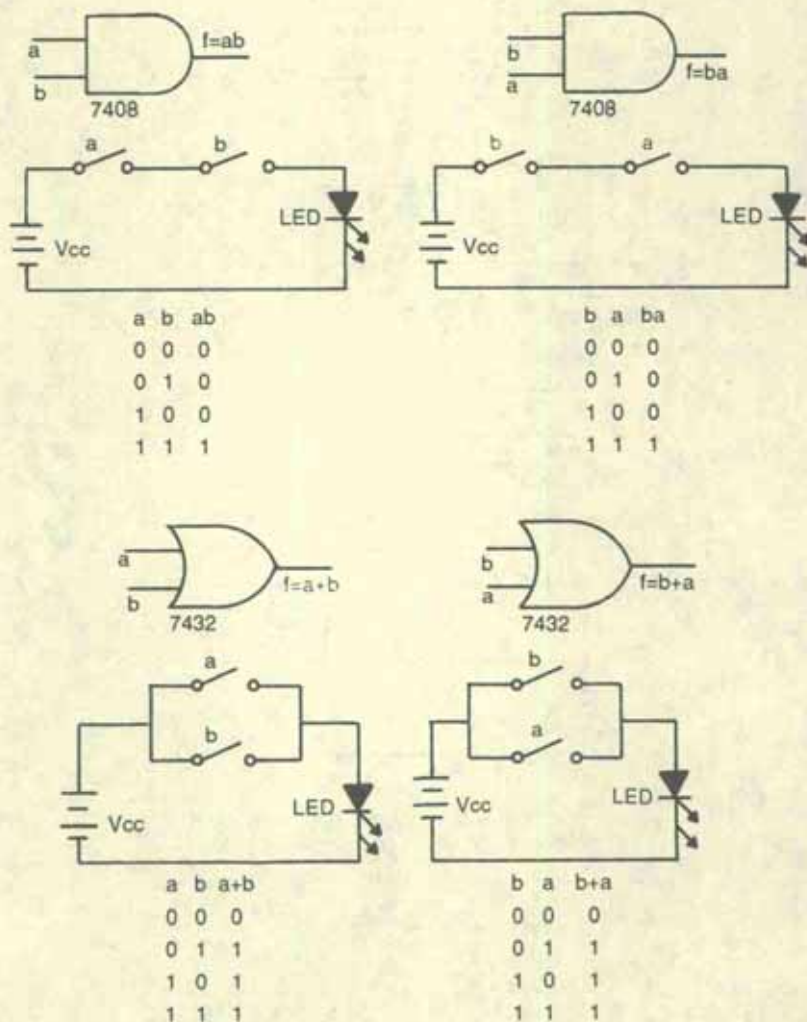 a
f=ab
b
7408
b
f=ba
a
7408
a b
Vcc
LED
b a
Vcc
LED
a b ab
0 0 0
0 1 0
1 0 0
1 1 1
b a ba
0 0 0
0 1 0
1 0 0
1 1 1
a
b
f=a+b
7432
b
a
f=b+a
7432
a
b
Vcc
LED
b
a
Vcc
LED
a b a+b
0 0 0
0 1 1
1 0 1
1 1 1
b a b+a
0 0 0
0 1 1
1 0 1
1 1 1